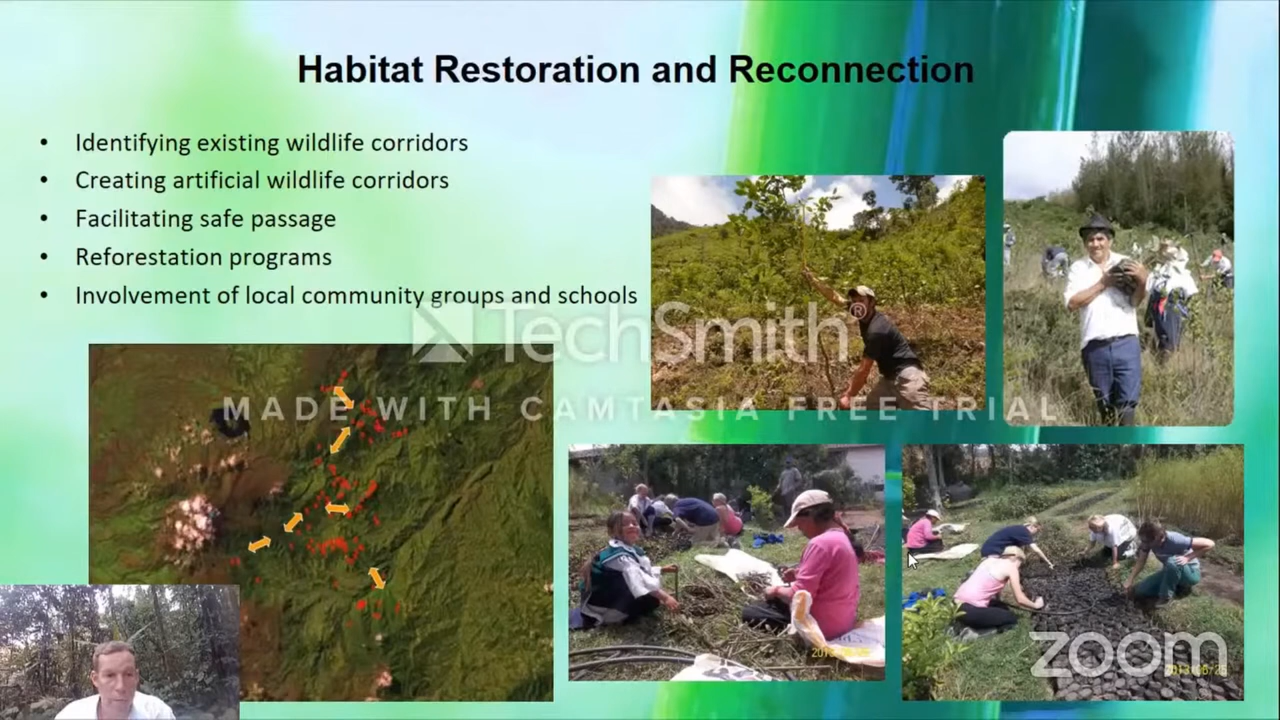 Habitat Restoration and Reconnection
• Identifying existing wildlife corridors
• Creating artificial wildlife corridors
• Facilitating safe passage
• Reforestation programs
• Involvement of local community groups and schools
TechSmith®
MADE WITH CAMTASIA FREE TRIAL
zoom